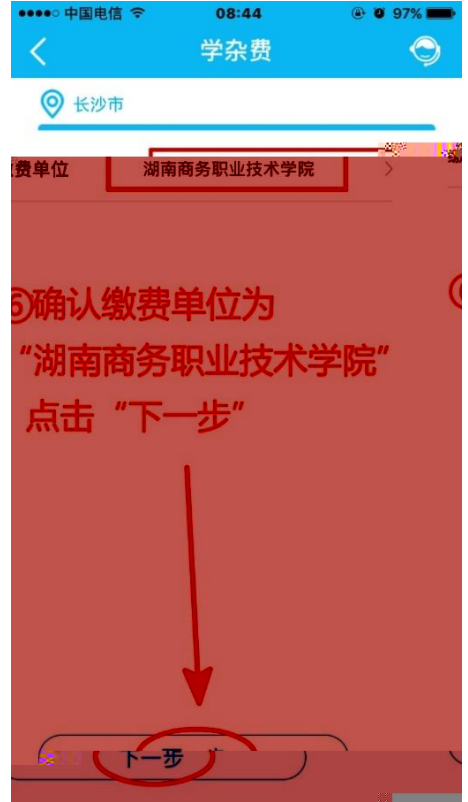 中国电信 08:44 97%
学杂费
长沙市
费单位 湖南商务职业技术学院
⑥确认缴费单位为
“湖南商务职业技术学院”
点击“下一步”
下一步